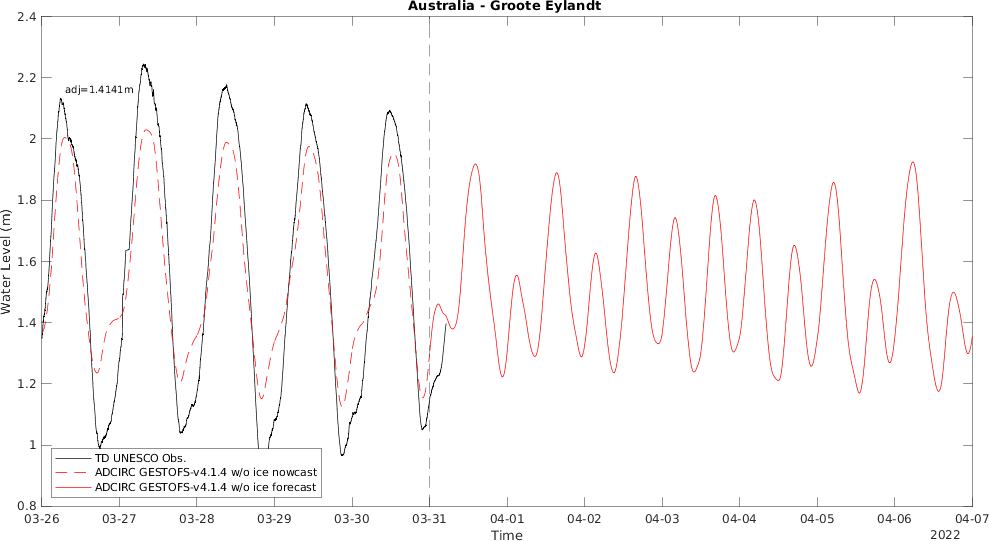 Australia - Groote Eylandt
2.4
2.2
adj=1.4141m
2
1.8
1.6
1.4
1.2
1
0.8
Water Level (m)
TD UNESCO Obs.
ADCIRC GESTOFS-v4.1.4 w/o ice nowcast
ADCIRC GESTOFS-v4.1.4 w/o ice forecast
03-26 03-27 03-28 03-29 03-30 03-31 04-01 04-02 04-03 04-04 04-05 04-06 04-07
Time
2022